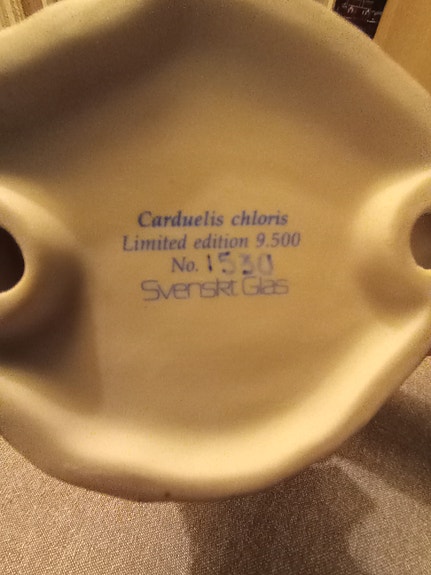 Carduelis chloris
Limited edition 9.500
No. 1530
Svenskt Glas